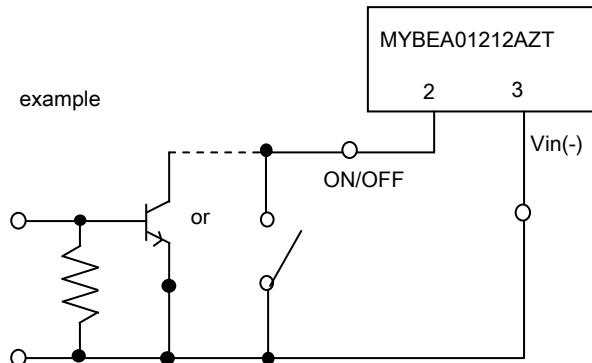 MYBEA01212AZT
2 3
example
Vin(-)
ON/OFF
or